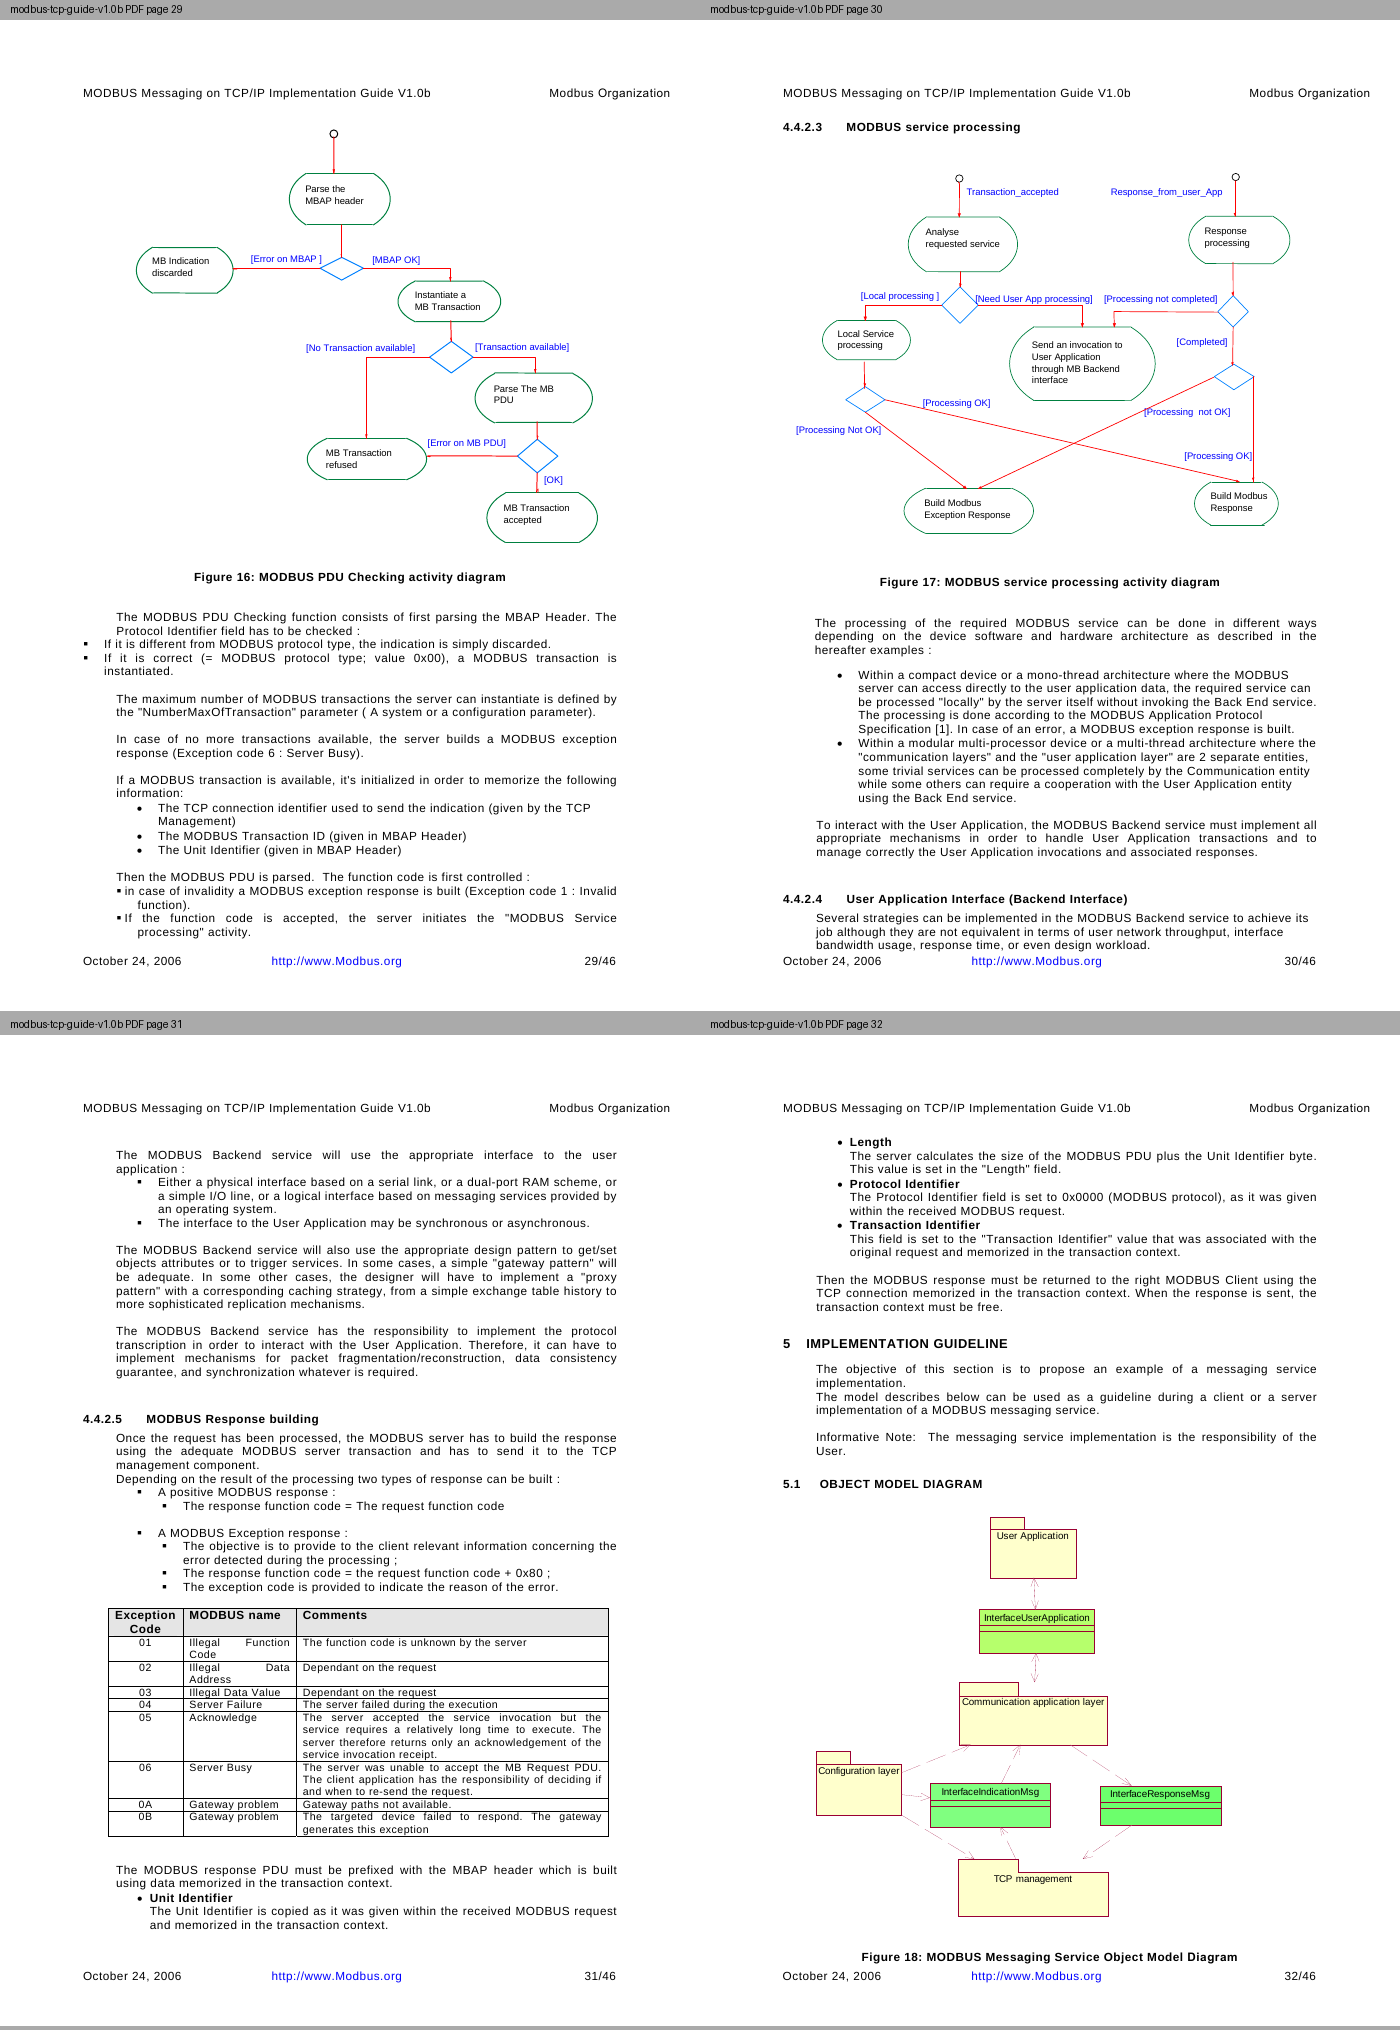 modbus-tcp-guide-v1.0b PDF page 29
MODBUS Messaging on TCP/IP Implementation Guide V1.0b Modbus Organization
Parse the
MBAP header
MB Indication
discarded
[Error on MBAP ]
[MBAP OK]
Instantiate a
MB Transaction
[No Transaction available]
[Transaction available]
Parse The MB
PDU
MB Transaction
refused
[Error on MB PDU]
[OK]
MB Transaction
accepted
Figure 16: MODBUS PDU Checking activity diagram
The MODBUS PDU Checking function consists of first parsing the MBAP Header. The
Protocol Identifier field has to be checked :
▪ If it is different from MODBUS protocol type, the indication is simply discarded.
▪ If it is correct (= MODBUS protocol type; value 0x00), a MODBUS transaction is
instantiated.
The maximum number of MODBUS transactions the server can instantiate is defined by
the "NumberMaxOfTransaction" parameter ( A system or a configuration parameter).
In case of no more transactions available, the server builds a MODBUS exception
response (Exception code 6 : Server Busy).
If a MODBUS transaction is available, it's initialized in order to memorize the following
information:
• The TCP connection identifier used to send the indication (given by the TCP
Management)
• The MODBUS Transaction ID (given in MBAP Header)
• The Unit Identifier (given in MBAP Header)
Then the MODBUS PDU is parsed. The function code is first controlled :
▪ in case of invalidity a MODBUS exception response is built (Exception code 1 : Invalid
function).
▪ If the function code is accepted, the server initiates the "MODBUS Service
processing" activity.
October 24, 2006 http://www.Modbus.org 29/46
modbus-tcp-guide-v1.0b PDF page 30
MODBUS Messaging on TCP/IP Implementation Guide V1.0b Modbus Organization
4.4.2.3 MODBUS service processing
Transaction_accepted
Response_from_user_App
Analyse
requested service
Response
processing
[Local processing ]
[Need User App processing]
[Processing not completed]
Local Service
processing
Send an invocation to
User Application
through MB Backend
interface
[Completed]
[Processing OK]
[Processing not OK]
[Processing Not OK]
[Processing OK]
Build Modbus
Exception Response
Build Modbus
Response
Figure 17: MODBUS service processing activity diagram
The processing of the required MODBUS service can be done in different ways
depending on the device software and hardware architecture as described in the
hereafter examples :
• Within a compact device or a mono-thread architecture where the MODBUS
server can access directly to the user application data, the required service can
be processed "locally" by the server itself without invoking the Back End service.
The processing is done according to the MODBUS Application Protocol
Specification [1]. In case of an error, a MODBUS exception response is built.
• Within a modular multi-processor device or a multi-thread architecture where the
"communication layers" and the "user application layer" are 2 separate entities,
some trivial services can be processed completely by the Communication entity
while some others can require a cooperation with the User Application entity
using the Back End service.
To interact with the User Application, the MODBUS Backend service must implement all
appropriate mechanisms in order to handle User Application transactions and to
manage correctly the User Application invocations and associated responses.
4.4.2.4 User Application Interface (Backend Interface)
Several strategies can be implemented in the MODBUS Backend service to achieve its
job although they are not equivalent in terms of user network throughput, interface
bandwidth usage, response time, or even design workload.
October 24, 2006 http://www.Modbus.org 30/46
modbus-tcp-guide-v1.0b PDF page 31
MODBUS Messaging on TCP/IP Implementation Guide V1.0b Modbus Organization
The MODBUS Backend service will use the appropriate interface to the user
application :
▪ Either a physical interface based on a serial link, or a dual-port RAM scheme, or
a simple I/O line, or a logical interface based on messaging services provided by
an operating system.
▪ The interface to the User Application may be synchronous or asynchronous.
The MODBUS Backend service will also use the appropriate design pattern to get/set
objects attributes or to trigger services. In some cases, a simple "gateway pattern" will
be adequate. In some other cases, the designer will have to implement a "proxy
pattern" with a corresponding caching strategy, from a simple exchange table history to
more sophisticated replication mechanisms.
The MODBUS Backend service has the responsibility to implement the protocol
transcription in order to interact with the User Application. Therefore, it can have to
implement mechanisms for packet fragmentation/reconstruction, data consistency
guarantee, and synchronization whatever is required.
4.4.2.5 MODBUS Response building
Once the request has been processed, the MODBUS server has to build the response
using the adequate MODBUS server transaction and has to send it to the TCP
management component.
Depending on the result of the processing two types of response can be built :
▪ A positive MODBUS response :
▪ The response function code = The request function code
▪ A MODBUS Exception response :
▪ The objective is to provide to the client relevant information concerning the
error detected during the processing ;
▪ The response function code = the request function code + 0x80 ;
▪ The exception code is provided to indicate the reason of the error.
Exception MODBUS name Comments
Code
01 Illegal Function The function code is unknown by the server
Code
02 Illegal Data Dependant on the request
Address
03 Illegal Data Value Dependant on the request
04 Server Failure The server failed during the execution
05 Acknowledge The server accepted the service invocation but the
service requires a relatively long time to execute. The
server therefore returns only an acknowledgement of the
service invocation receipt.
06 Server Busy The server was unable to accept the MB Request PDU.
The client application has the responsibility of deciding if
and when to re-send the request.
0A Gateway problem Gateway paths not available.
0B Gateway problem The targeted device failed to respond. The gateway
generates this exception
The MODBUS response PDU must be prefixed with the MBAP header which is built
using data memorized in the transaction context.
• Unit Identifier
The Unit Identifier is copied as it was given within the received MODBUS request
and memorized in the transaction context.
October 24, 2006 http://www.Modbus.org 31/46
modbus-tcp-guide-v1.0b PDF page 32
MODBUS Messaging on TCP/IP Implementation Guide V1.0b Modbus Organization
• Length
The server calculates the size of the MODBUS PDU plus the Unit Identifier byte.
This value is set in the "Length" field.
• Protocol Identifier
The Protocol Identifier field is set to 0x0000 (MODBUS protocol), as it was given
within the received MODBUS request.
• Transaction Identifier
This field is set to the "Transaction Identifier" value that was associated with the
original request and memorized in the transaction context.
Then the MODBUS response must be returned to the right MODBUS Client using the
TCP connection memorized in the transaction context. When the response is sent, the
transaction context must be free.
5 IMPLEMENTATION GUIDELINE
The objective of this section is to propose an example of a messaging service
implementation.
The model describes below can be used as a guideline during a client or a server
implementation of a MODBUS messaging service.
Informative Note: The messaging service implementation is the responsibility of the
User.
5.1 OBJECT MODEL DIAGRAM
User Application
InterfaceUserApplication
Communication application layer
Configuration layer
InterfaceIndicationMsg
InterfaceResponseMsg
TCP management
Figure 18: MODBUS Messaging Service Object Model Diagram
October 24, 2006 http://www.Modbus.org 32/46